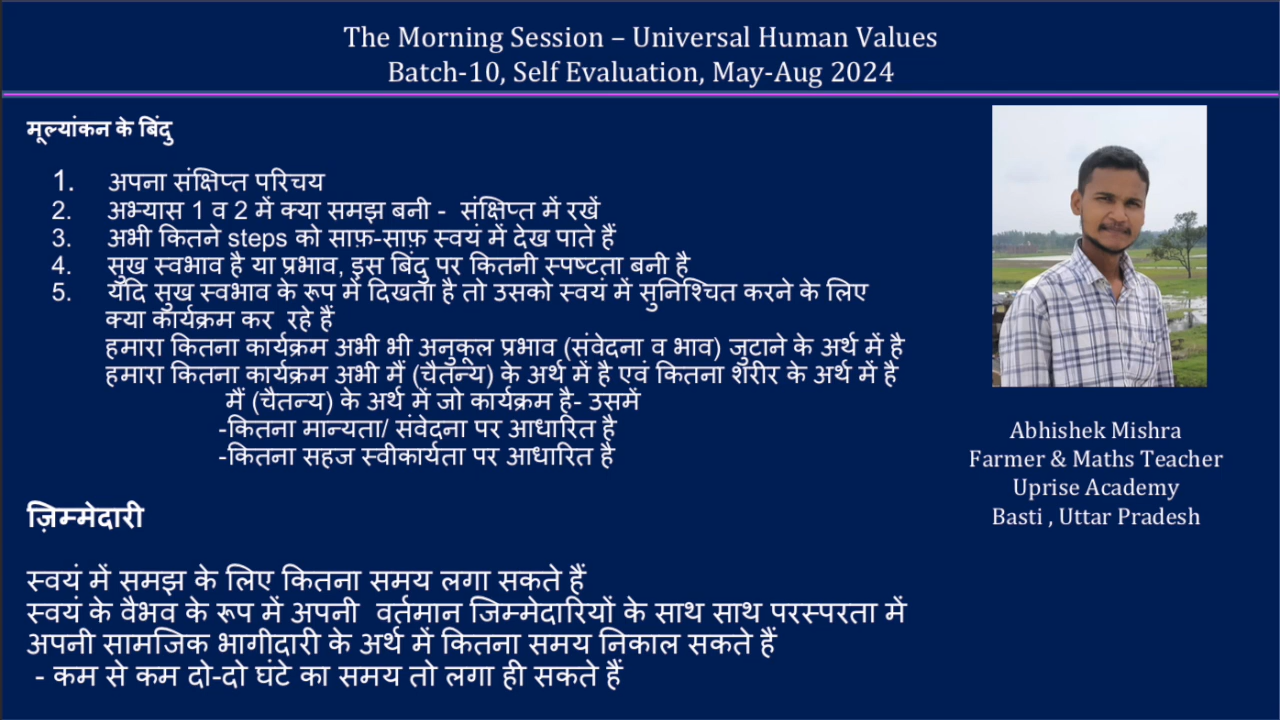 The Morning Session – Universal Human Values
Batch-10, Self Evaluation, May-Aug 2024
मूल्यांकन के बिंदु
1. अपना संक्षिप्त परिचय
2. अभ्यास 1 व 2 में क्या समझ बनी - संक्षिप्त में रखें
3. अभी कितने steps को साफ़-साफ़ स्वयं में देख पाते हैं
4. सुख स्वभाव है या प्रभाव, इस बिंदु पर कितनी स्पष्टता बनी है
5. यदि सुख स्वभाव के रूप में दिखता है तो उसको स्वयं में सुनिश्चित करने के लिए
क्या कार्यक्रम कर रहे हैं
हमारा कितना कार्यक्रम अभी भी अनुकूल प्रभाव (संवेदना व भाव) जुटाने के अर्थ में है
हमारा कितना कार्यक्रम अभी मैं (चैतन्य) के अर्थ में है एवं कितना शरीर के अर्थ में है
मैं (चैतन्य) के अर्थ में जो कार्यक्रम है- उसमें
-कितना मान्यता/ संवेदना पर आधारित है
-कितना सहज स्वीकार्यता पर आधारित है
ज़िम्मेदारी
स्वयं में समझ के लिए कितना समय लगा सकते हैं
स्वयं के वैभव के रूप में अपनी वर्तमान जिम्मेदारियों के साथ साथ परस्परता में
अपनी सामजिक भागीदारी के अर्थ में कितना समय निकाल सकते हैं
- कम से कम दो-दो घंटे का समय तो लगा ही सकते हैं
Abhishek Mishra
Farmer & Maths Teacher
Uprise Academy
Basti , Uttar Pradesh